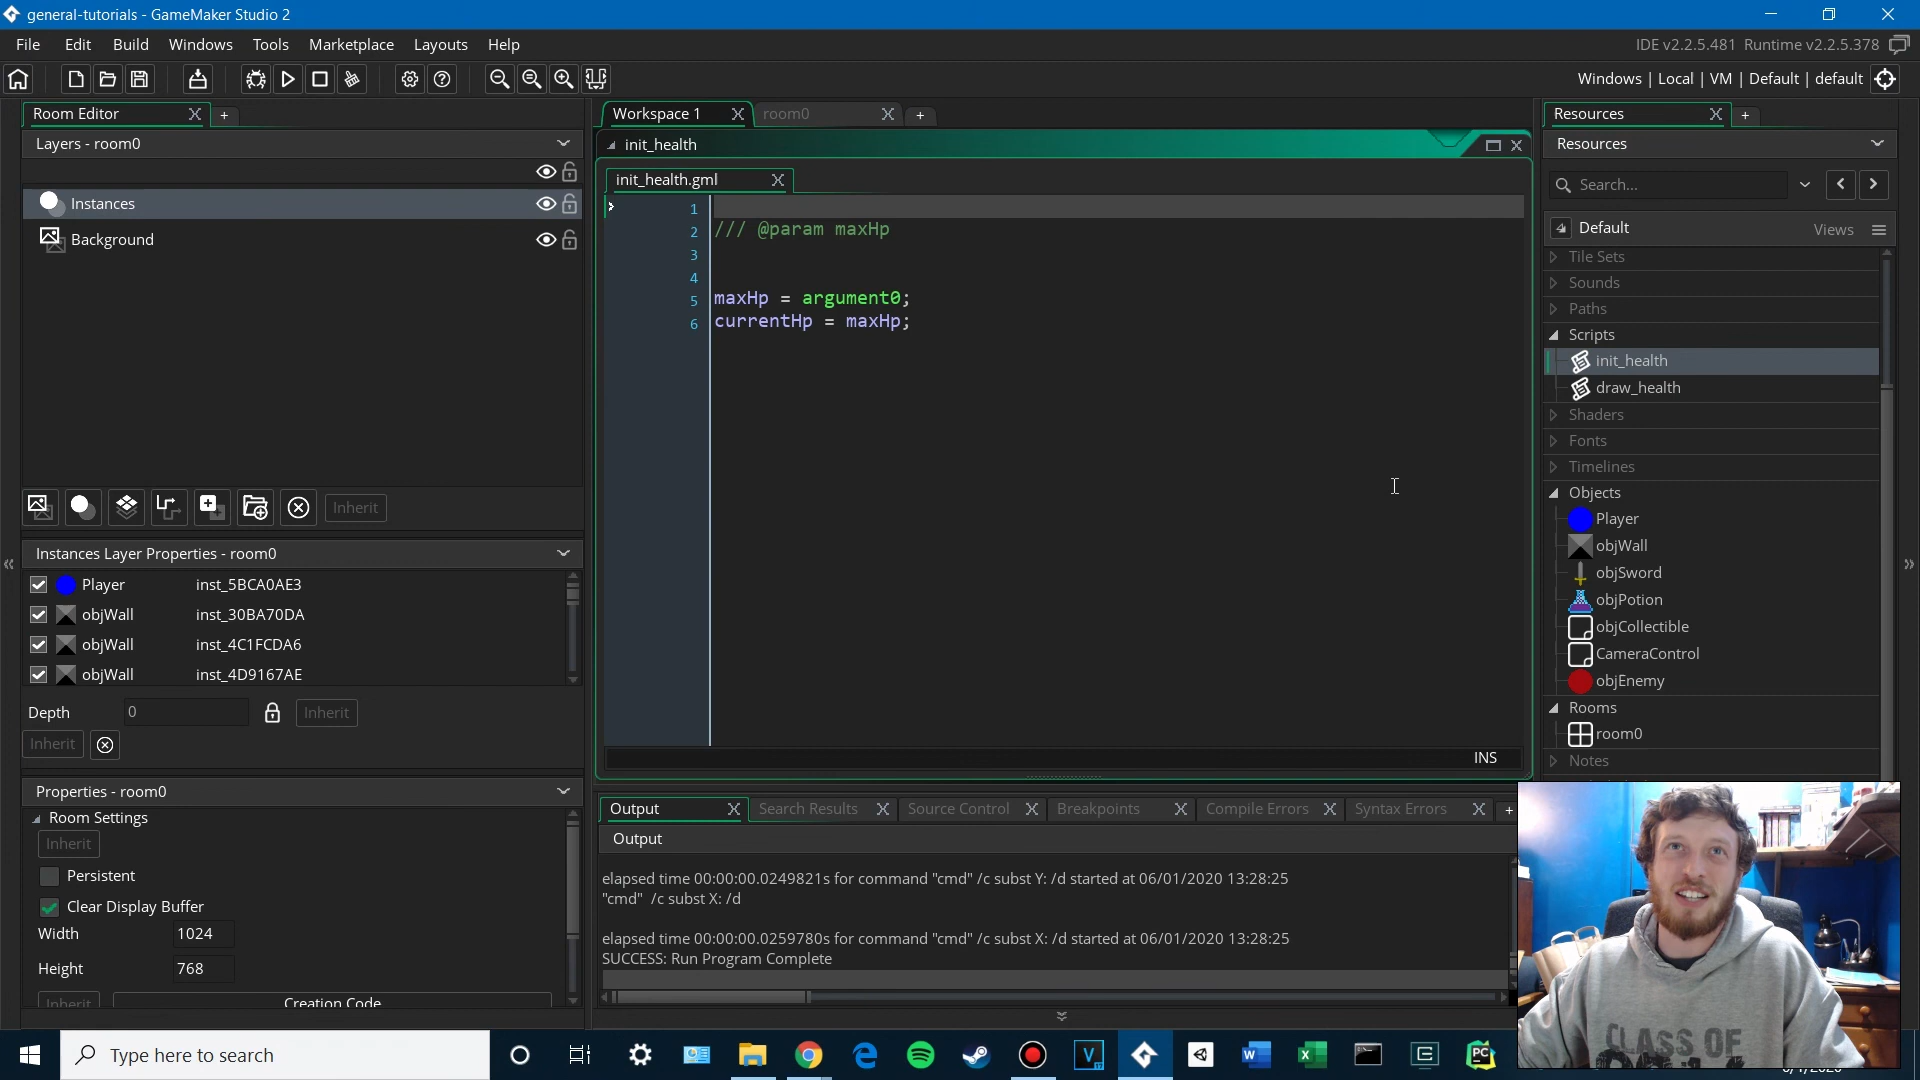 general-tutorials - GameMaker Studio 2
File Edit Build Windows Tools Marketplace Layouts Help
IDE v2.2.5.481 Runtime v2.2.5.378
Windows | Local | VM | Default | default
Room Editor
Layers - room0
Instances
Background
Inherit
Instances Layer Properties - room0
Player inst_5BCA0AE3
objWall inst_30BA70DA
objWall inst_4C1FCDA6
objWall inst_4D9167AE
Depth 0 Inherit
Inherit
Properties - room0
Room Settings
Inherit
Persistent
Clear Display Buffer
Width 1024
Height 768
Inherit Creation Code
Workspace 1 room0
init_health
init_health.gml
1
2 /// @param maxHp
3
4
5 maxHp = argument0;
6 currentHp = maxHp;
INS
Output Search Results Source Control Breakpoints Compile Errors Syntax Errors
Output
elapsed time 00:00:00.0249821s for command "cmd" /c subst Y: /d started at 06/01/2020 13:28:25
"cmd" /c subst X: /d
elapsed time 00:00:00.0259780s for command "cmd" /c subst X: /d started at 06/01/2020 13:28:25
SUCCESS: Run Program Complete
Resources
Resources
Search...
Default Views
Tile Sets
Sounds
Paths
Scripts
init_health
draw_health
Shaders
Fonts
Timelines
Objects
Player
objWall
objSword
objPotion
objCollectible
CameraControl
objEnemy
Rooms
room0
Notes
CLASS OF
Type here to search